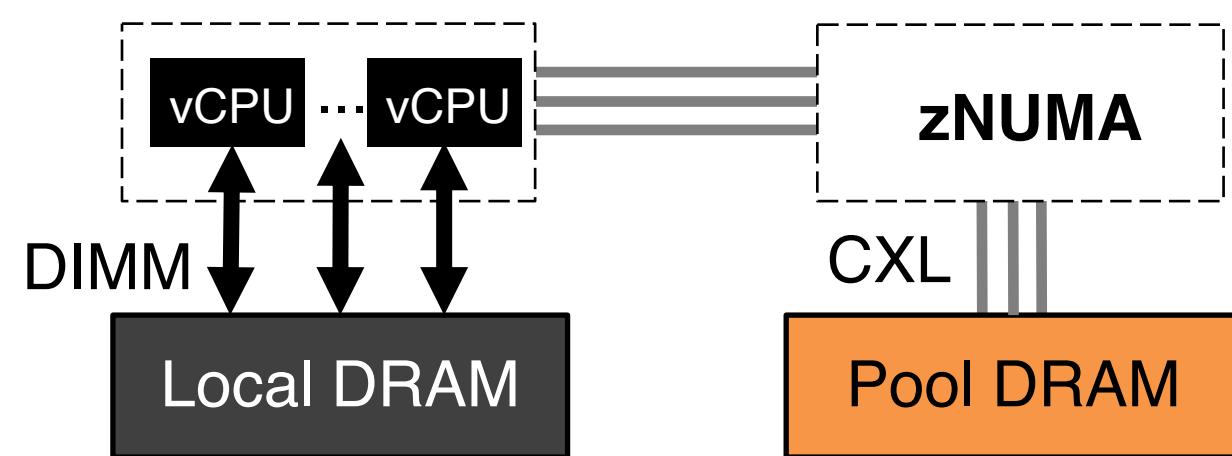 vCPU ... vCPU
zNUMA
DIMM
CXL
Local DRAM
Pool DRAM